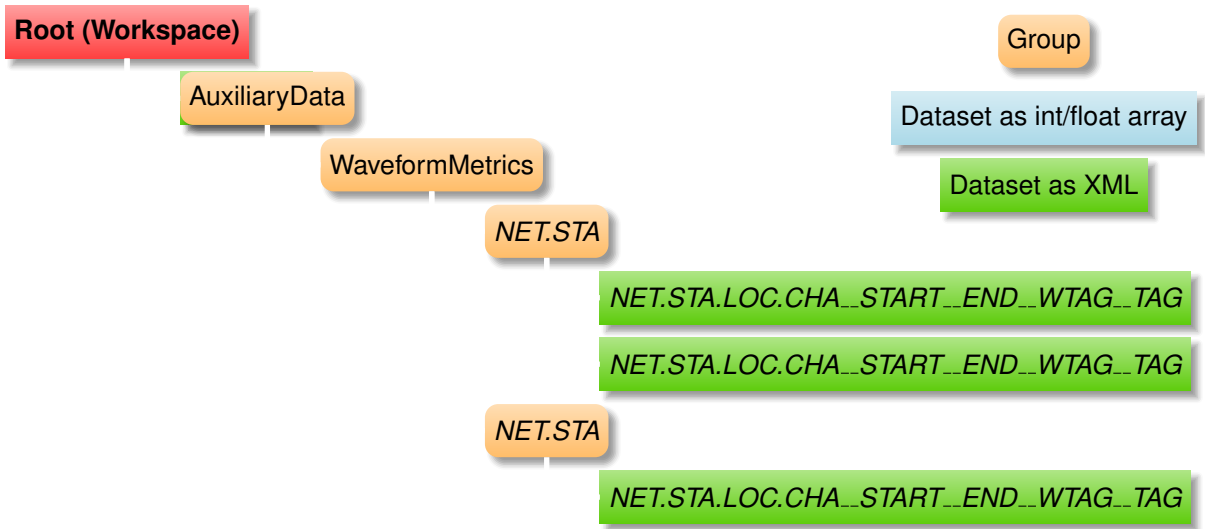 Root (Workspace)
Group
AuxiliaryData
Dataset as int/float array
WaveformMetrics
Dataset as XML
NET.STA
NET.STA.LOC.CHA__START__END__WTAG__TAG
NET.STA.LOC.CHA__START__END__WTAG__TAG
NET.STA
NET.STA.LOC.CHA__START__END__WTAG__TAG